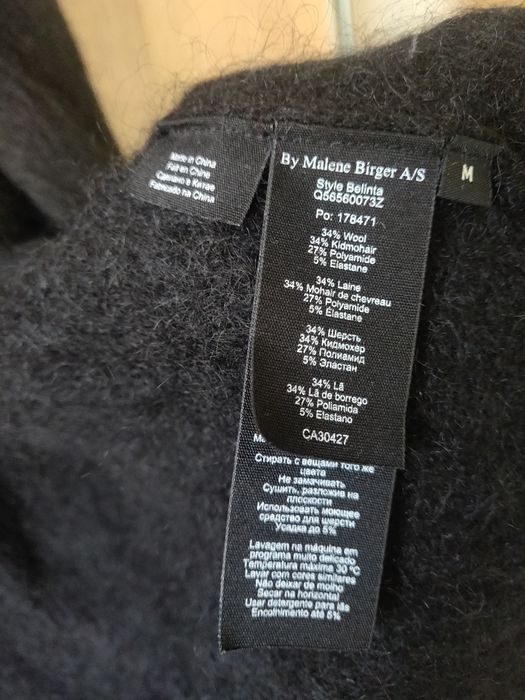 Made in China
Fait en Chine
Сделано в Китае
Fabricado na China
By Malene Birger A/S
Style Belinta
Q56560073Z
Po: 178471
34% Wool
34% Kidmohair
27% Polyamide
5% Elastane
34% Laine
34% Mohair de chevreau
27% Polyamide
5% Élastane
34% Шерсть
34% Кидмохер
27% Полиамид
5% Эластан
34% Lã
34% Lã de borrego
27% Poliamida
5% Elastano
CA30427
M
Стирать с вещами того же
цвета
Не замачивать
Сушить, разложив на
плоскости
Использовать моющее
средство для шерсти
Усадка до 5%
Lavagem na máquina em
programa muito delicado
Temperatura máxima 30 ºC
Lavar com cores similares
Não deixar de molho
Secar na horizontal
Usar detergente para lãs
Encolhimento até 5%